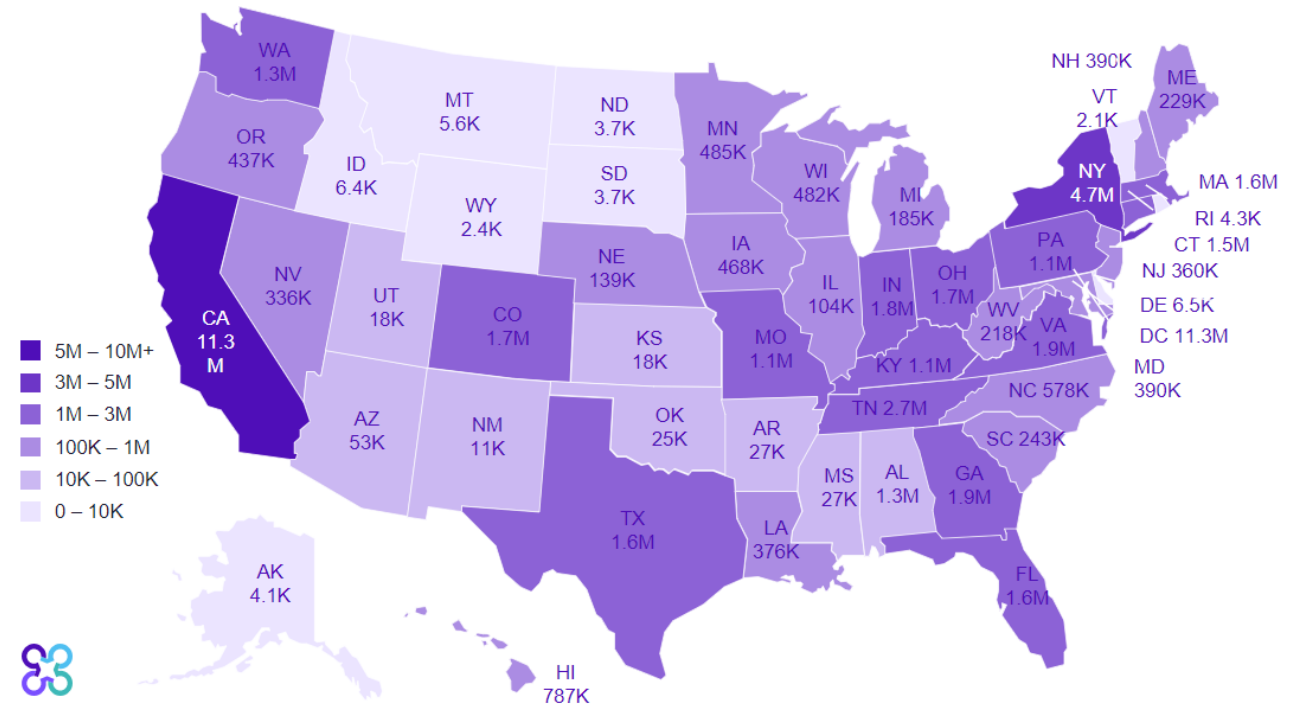 WA
1.3M
OR
437K
ID
6.4K
MT
5.6K
WY
2.4K
ND
3.7K
SD
3.7K
NE
139K
MN
485K
WI
482K
MI
185K
IA
468K
IL
104K
IN
1.8M
OH
1.7M
PA
1.1M
NY
4.7M
NH 390K
VT
2.1K
ME
229K
MA 1.6M
RI 4.3K
CT 1.5M
NJ 360K
DE 6.5K
DC 11.3M
MD
390K
WV
218K
VA
1.9M
NV
336K
UT
18K
CO
1.7M
KS
18K
MO
1.1M
KY 1.1M
CA
11.3
M
AZ
53K
NM
11K
OK
25K
AR
27K
TN 2.7M
NC 578K
SC 243K
MS
27K
AL
1.3M
GA
1.9M
TX
1.6M
LA
376K
FL
1.6M
AK
4.1K
HI
787K
5M – 10M+
3M – 5M
1M – 3M
100K – 1M
10K – 100K
0 – 10K